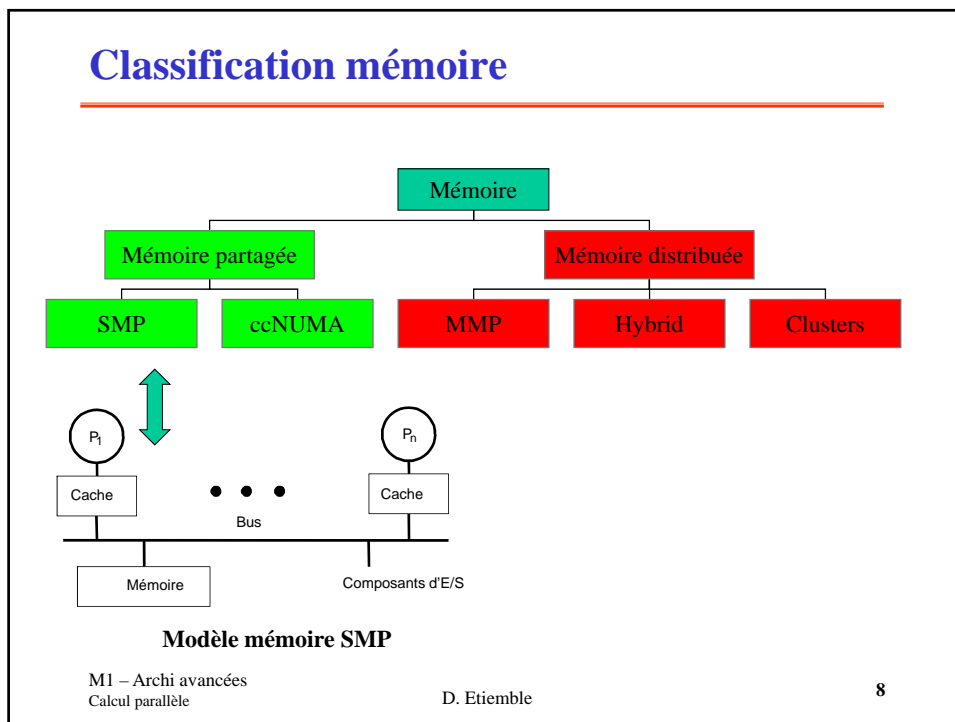 Classification mémoire
Mémoire
Mémoire partagée
Mémoire distribuée
SMP
ccNUMA
MMP
Hybrid
Clusters
P1
Pn
Cache
Cache
Bus
Mémoire
Composants d'E/S
Modèle mémoire SMP
M1 – Archi avancées
Calcul parallèle
D. Etiemble
8